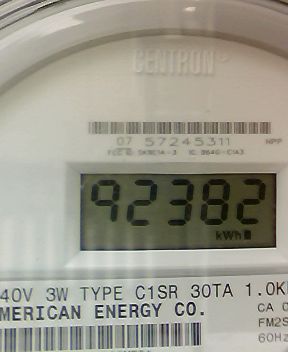 CENTRON®
07 57245311 NPP
92382
kWh
40V 3W TYPE C1SR 30TA 1.0K
MERICAN ENERGY CO.
CA 0
FM2S
60Hz